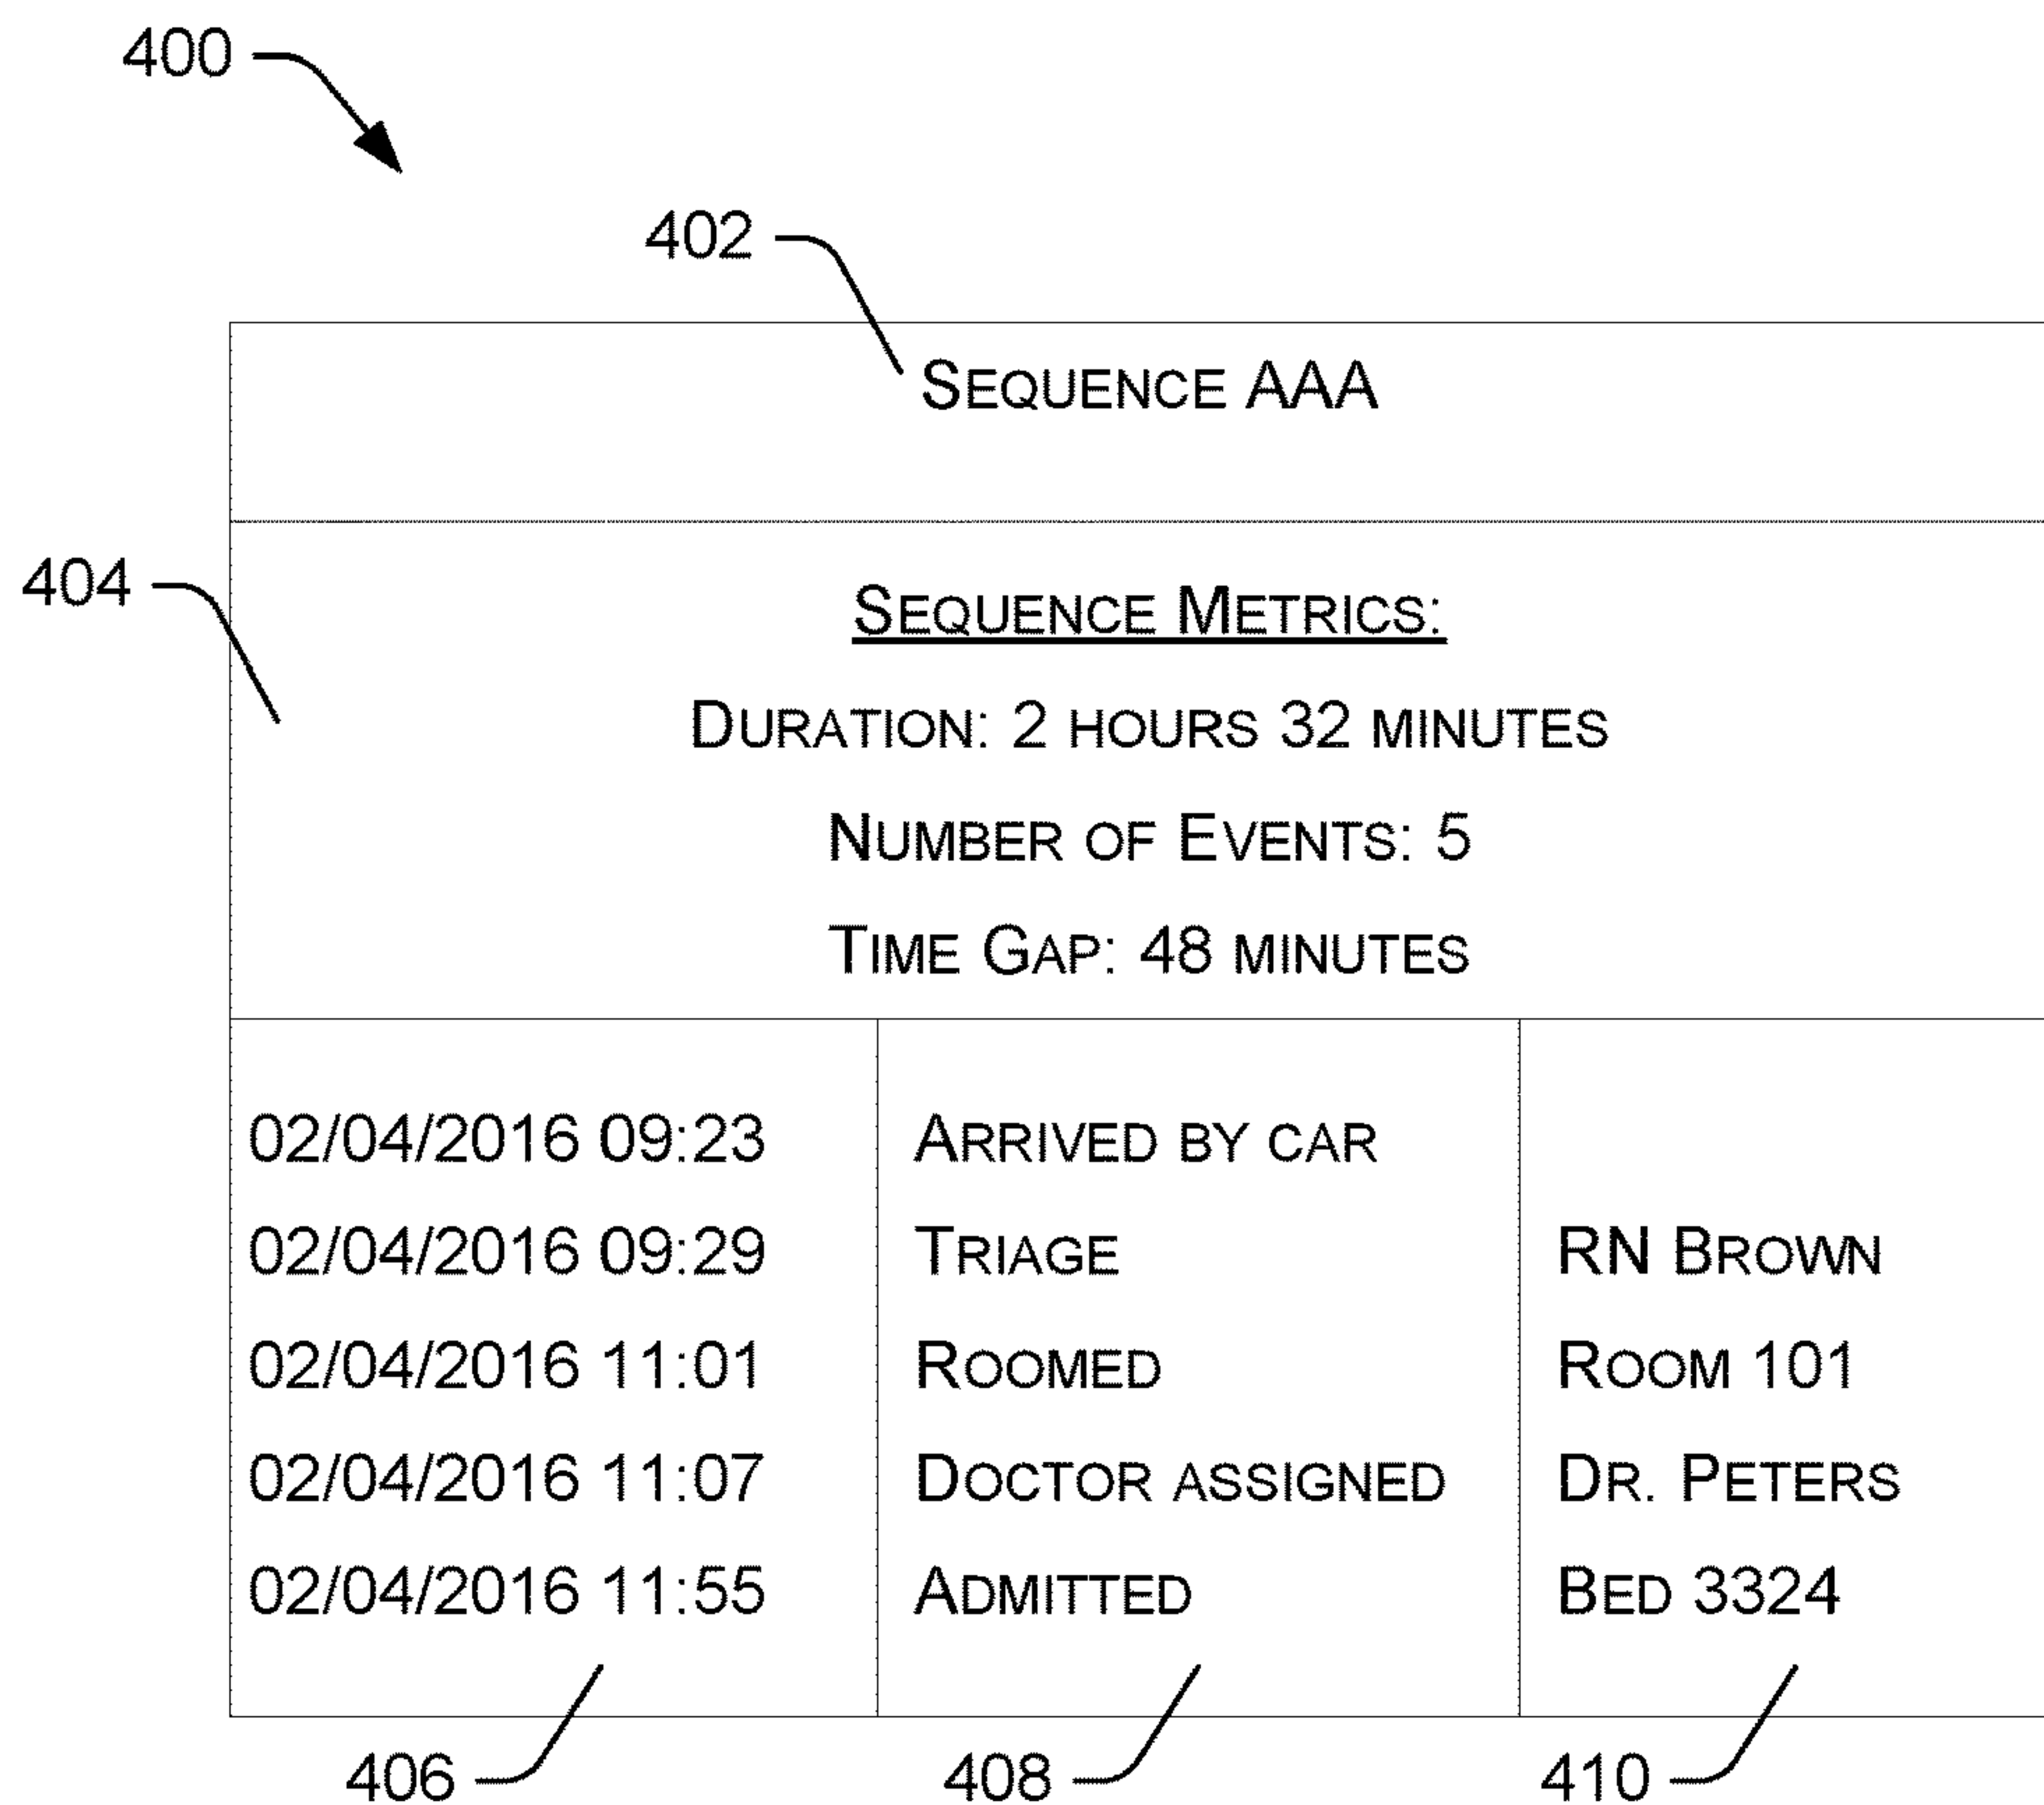 400
402
SEQUENCE AAA
404
SEQUENCE METRICS:
DURATION: 2 HOURS 32 MINUTES
NUMBER OF EVENTS: 5
TIME GAP: 48 MINUTES
02/04/2016 09:23 ARRIVED BY CAR
02/04/2016 09:29 TRIAGE RN BROWN
02/04/2016 11:01 ROOMED ROOM 101
02/04/2016 11:07 DOCTOR ASSIGNED DR. PETERS
02/04/2016 11:55 ADMITTED BED 3324
406 408 410